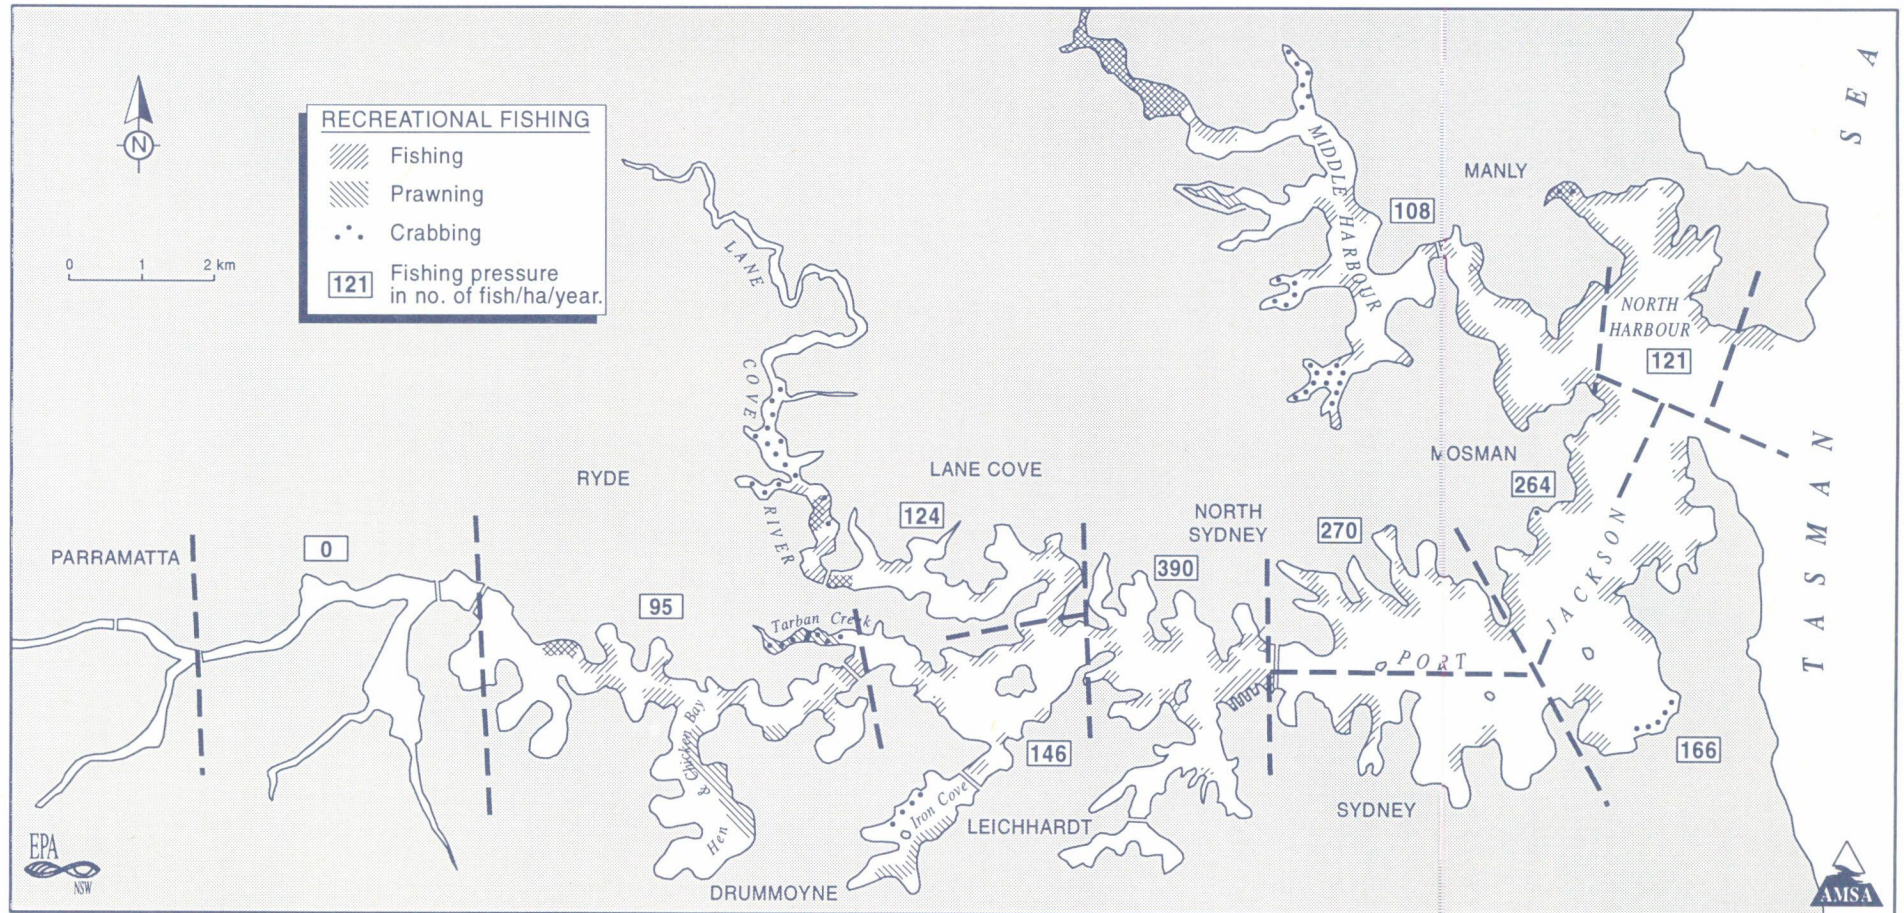 RECREATIONAL FISHING
Fishing
Prawning
Crabbing
121
Fishing pressure
in no. of fish/ha/year.
N
0 1 2 km
SEA
MANLY
MIDDLE HARBOUR
108
LANE COVE RIVER
NORTH
HARBOUR
121
TASMAN
MOSMAN
264
RYDE
LANE COVE
124
NORTH
SYDNEY
270
390
PARRAMATTA
0
95
Tarban Creek
PORT JACKSON
Hen & Chicken Bay
146
166
Iron Cove
LEICHHARDT
SYDNEY
DRUMMOYNE
EPA
NSW
AMSA